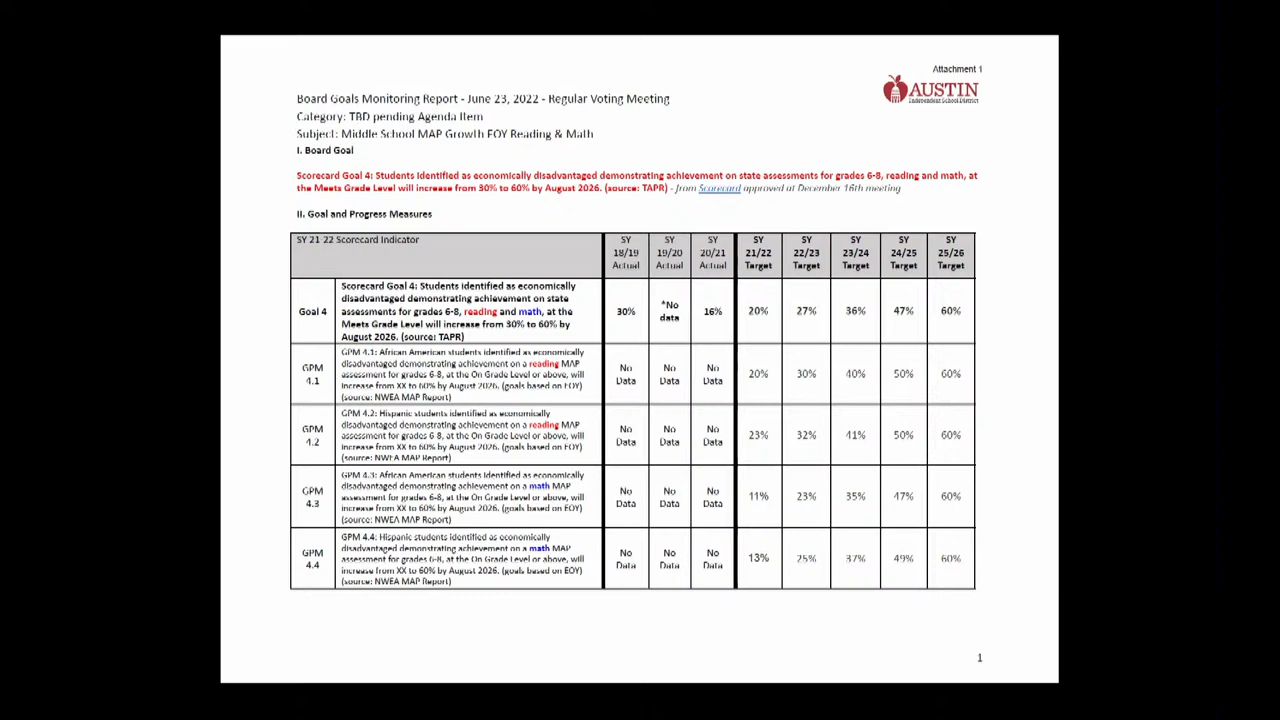 Attachment 1
AUSTIN
Independent School District
Board Goals Monitoring Report - June 23, 2022 - Regular Voting Meeting
Category: TBD pending Agenda Item
Subject: Middle School MAP Growth EOY Reading & Math
I. Board Goal
Scorecard Goal 4: Students identified as economically disadvantaged demonstrating achievement on state assessments for grades 6-8, reading and math, at
the Meets Grade Level will increase from 30% to 60% by August 2026. (source: TAPR) - from Scorecard approved at December 16th meeting
II. Goal and Progress Measures
SY 21 22 Scorecard Indicator
SY 18/19 Actual
SY 19/20 Actual
SY 20/21 Actual
SY 21/22 Target
SY 22/23 Target
SY 23/24 Target
SY 24/25 Target
SY 25/26 Target
Goal 4
Scorecard Goal 4: Students identified as economically
disadvantaged demonstrating achievement on state
assessments for grades 6-8, reading and math, at the
Meets Grade Level will increase from 30% to 60% by
August 2026. (source: TAPR)
30% *No data 16% 20% 27% 36% 47% 60%
GPM 4.1
GPM 4.1: African American students identified as economically
disadvantaged demonstrating achievement on a reading MAP
assessment for grades 6-8, at the On Grade Level or above, will
increase from XX to 60% by August 2026. (goals based on EOY)
(source: NWEA MAP Report)
No Data No Data No Data 20% 30% 40% 50% 60%
GPM 4.2
GPM 4.2: Hispanic students identified as economically
disadvantaged demonstrating achievement on a reading MAP
assessment for grades 6-8, at the On Grade Level or above, will
increase from XX to 60% by August 2026. (goals based on EOY)
(source: NWEA MAP Report)
No Data No Data No Data 23% 32% 41% 50% 60%
GPM 4.3
GPM 4.3: African American students identified as economically
disadvantaged demonstrating achievement on a math MAP
assessment for grades 6-8, at the On Grade Level or above, will
increase from XX to 60% by August 2026. (goals based on EOY)
(source: NWEA MAP Report)
No Data No Data No Data 11% 23% 35% 47% 60%
GPM 4.4
GPM 4.4: Hispanic students identified as economically
disadvantaged demonstrating achievement on a math MAP
assessment for grades 6-8, at the On Grade Level or above, will
increase from XX to 60% by August 2026. (goals based on EOY)
(source: NWEA MAP Report)
No Data No Data No Data 13% 25% 37% 49% 60%
1